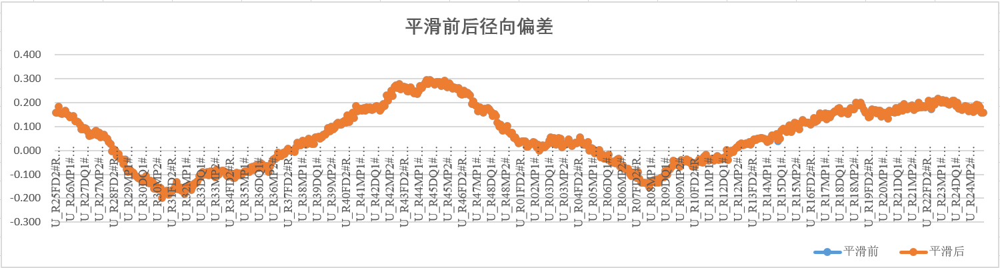 平滑前后径向偏差
0.400
0.300
0.200
0.100
0.000
-0.100
-0.200
-0.300
U_R25FD2#R…
U_R26MP1#…
U_R27DQ1#…
U_R27MP2#…
U_R28FD2#R…
U_R29MP1#…
U_R30DQ1#…
U_R30MP2#…
U_R31FD2#R…
U_R32MP1#…
U_R33DQ1#…
U_R33MP2#…
U_R34FD2#R…
U_R35MP1#…
U_R36DQ1#…
U_R36MP2#…
U_R37FD2#R…
U_R38MP1#…
U_R39DQ1#…
U_R39MP2#…
U_R40FD2#R…
U_R41MP1#…
U_R42DQ1#…
U_R42MP2#…
U_R43FD2#R…
U_R44MP1#…
U_R45DQ1#…
U_R45MP2#…
U_R46FD2#R…
U_R47MP1#…
U_R48DQ1#…
U_R48MP2#…
U_R01FD2#R…
U_R02MP1#…
U_R03DQ1#…
U_R03MP2#…
U_R04FD2#R…
U_R05MP1#…
U_R06DQ1#…
U_R06MP2#…
U_R07FD2#R…
U_R08MP1#…
U_R09DQ1#…
U_R09MP2#…
U_R10FD2#R…
U_R11MP1#…
U_R12DQ1#…
U_R12MP2#…
U_R13FD2#R…
U_R14MP1#…
U_R15DQ1#…
U_R15MP2#…
U_R16FD2#R…
U_R17MP1#…
U_R18DQ1#…
U_R18MP2#…
U_R19FD2#R…
U_R20MP1#…
U_R21DQ1#…
U_R21MP2#…
U_R22FD2#R…
U_R23MP1#…
U_R24DQ1#…
U_R24MP2#…
平滑前
平滑后